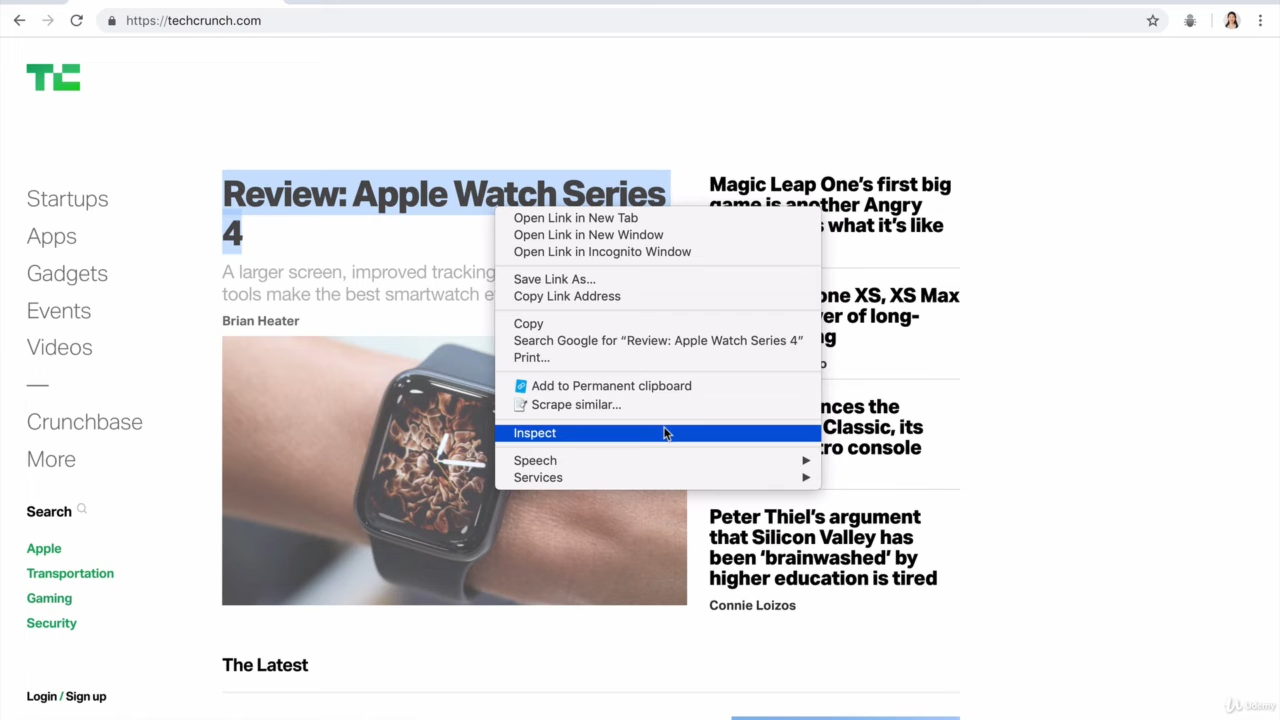 https://techcrunch.com
TC
Startups
Apps
Gadgets
Events
Videos
Crunchbase
More
Search
Apple
Transportation
Gaming
Security
Login / Sign up
Review: Apple Watch Series
4
A larger screen, improved tracking
tools make the best smartwatch e
Brian Heater
Open Link in New Tab
Open Link in New Window
Open Link in Incognito Window
Save Link As...
Copy Link Address
Copy
Search Google for “Review: Apple Watch Series 4”
Print...
Add to Permanent clipboard
Scrape similar...
Inspect
Speech
Services
Magic Leap One’s first big
game is another Angry
what it’s like
one XS, XS Max
er of long-
g
o
nces the
Classic, its
ro console
Peter Thiel’s argument
that Silicon Valley has
been ‘brainwashed’ by
higher education is tired
Connie Loizos
The Latest
Udemy